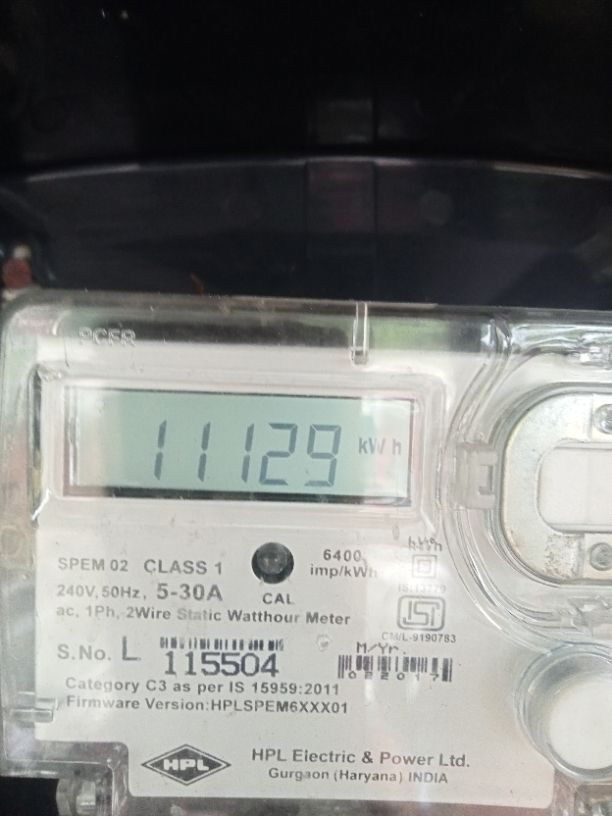 11129 kWh
SPEM 02 CLASS 1
6400 imp/kWh
240V, 50Hz, 5-30A
CAL
ac, 1Ph, 2Wire Static Watthour Meter
CM/L-9190783
S.No. L 115504
M/Yr.
022017
Category C3 as per IS 15959:2011
Firmware Version:HPLSPEM6XXX01
HPL
HPL Electric & Power Ltd.
Gurgaon (Haryana) INDIA